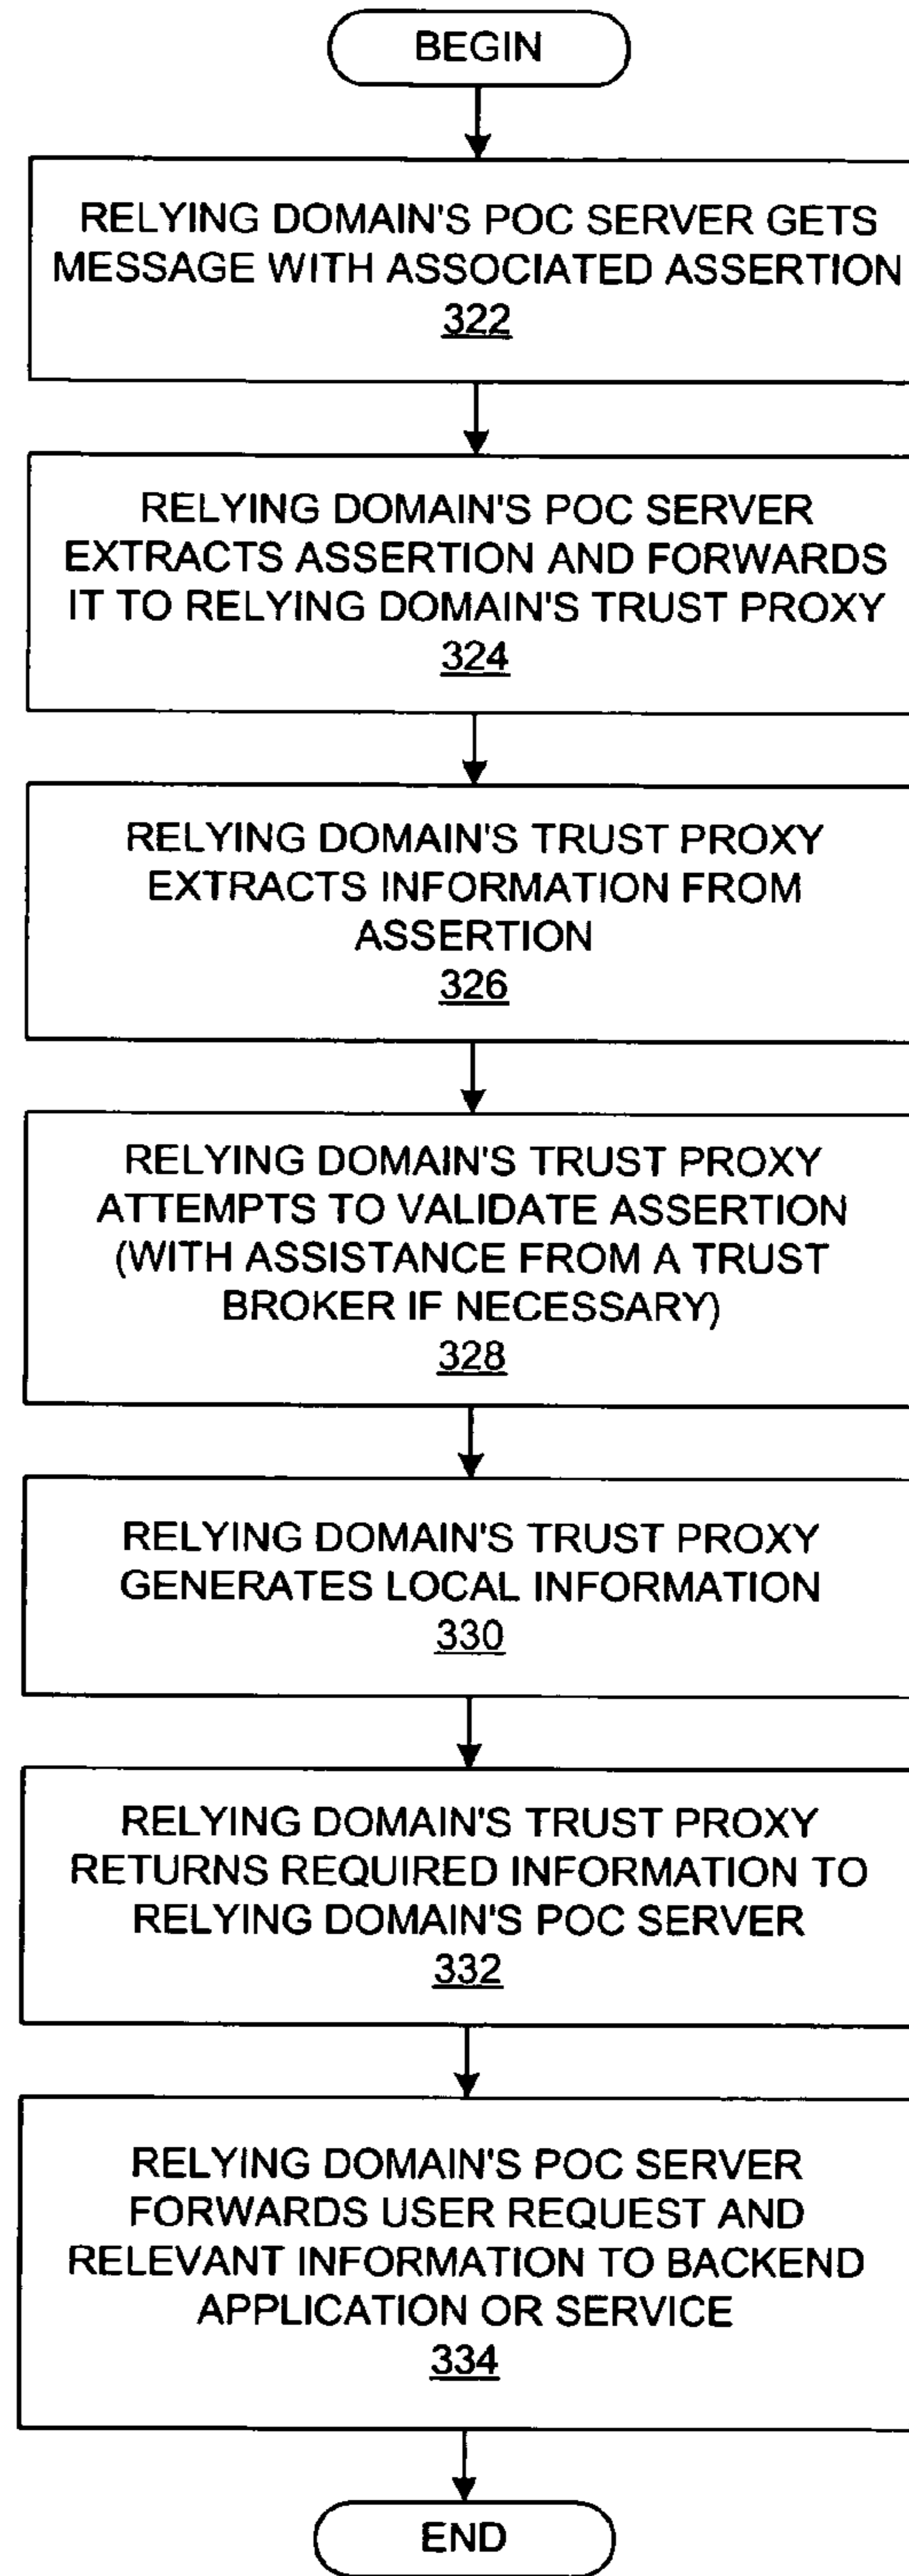 BEGIN
RELYING DOMAIN'S POC SERVER GETS
MESSAGE WITH ASSOCIATED ASSERTION
322
RELYING DOMAIN'S POC SERVER
EXTRACTS ASSERTION AND FORWARDS
IT TO RELYING DOMAIN'S TRUST PROXY
324
RELYING DOMAIN'S TRUST PROXY
EXTRACTS INFORMATION FROM
ASSERTION
326
RELYING DOMAIN'S TRUST PROXY
ATTEMPTS TO VALIDATE ASSERTION
(WITH ASSISTANCE FROM A TRUST
BROKER IF NECESSARY)
328
RELYING DOMAIN'S TRUST PROXY
GENERATES LOCAL INFORMATION
330
RELYING DOMAIN'S TRUST PROXY
RETURNS REQUIRED INFORMATION TO
RELYING DOMAIN'S POC SERVER
332
RELYING DOMAIN'S POC SERVER
FORWARDS USER REQUEST AND
RELEVANT INFORMATION TO BACKEND
APPLICATION OR SERVICE
334
END